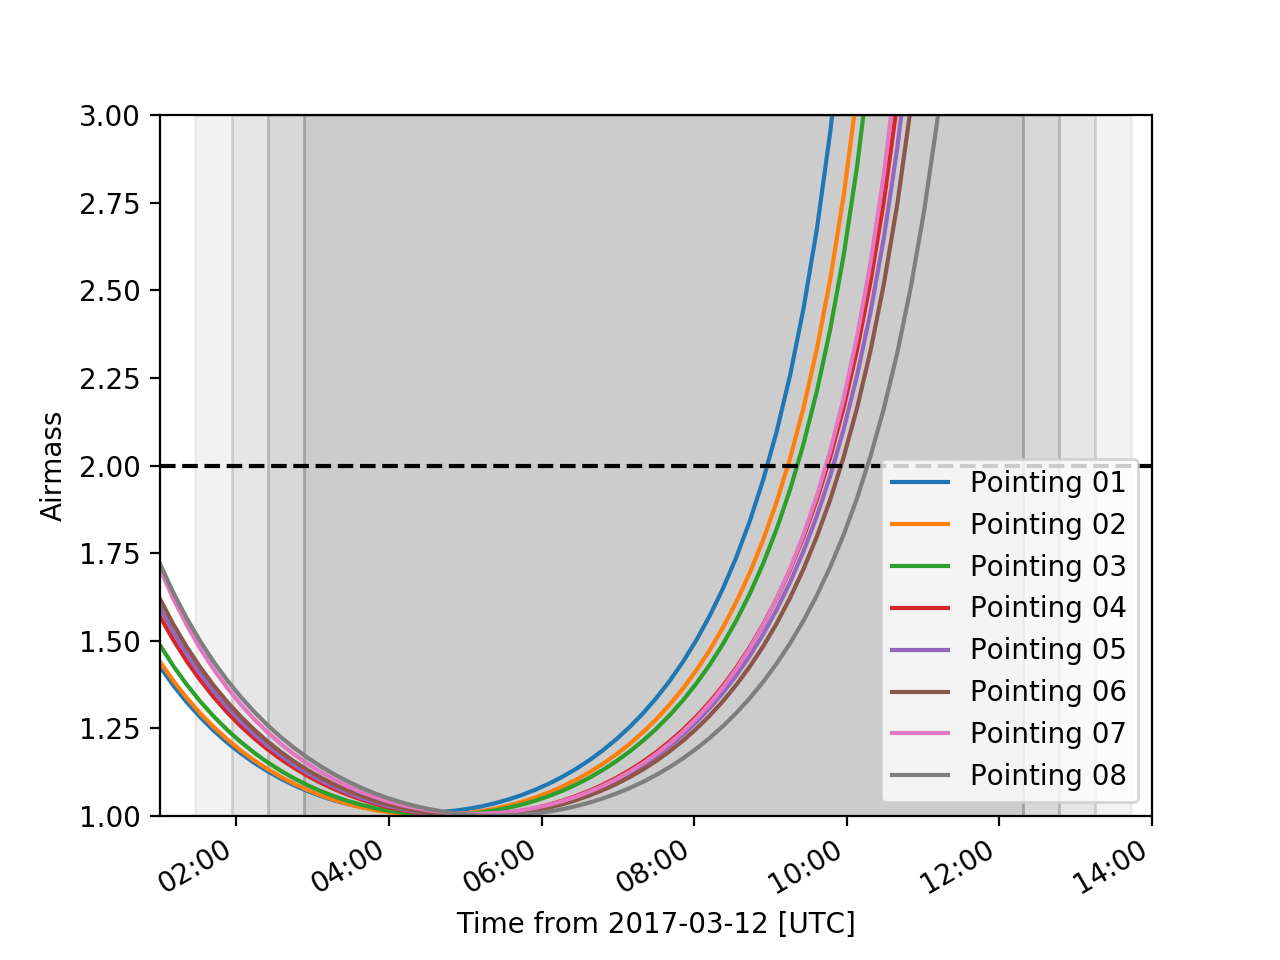 3.00
2.75
2.50
2.25
2.00
1.75
1.50
1.25
1.00
Airmass
Pointing 01
Pointing 02
Pointing 03
Pointing 04
Pointing 05
Pointing 06
Pointing 07
Pointing 08
02:00 04:00 06:00 08:00 10:00 12:00 14:00
Time from 2017-03-12 [UTC]